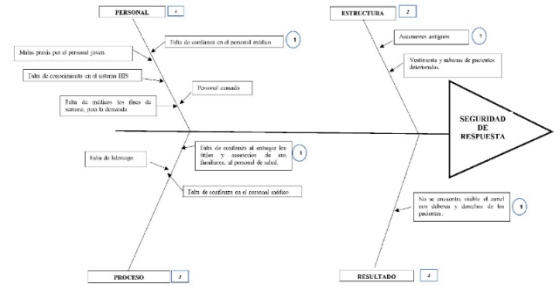 PERSONAL
ESTRUCTURA
2
Falta de confianza en el personal médico
1
Ascensores antiguos
1
Malas praxis por el personal joven.
Vestimenta y sabanas de pacientes
deterioradas.
Falta de conocimiento en el sistema HIS
Personal cansado
Falta de médicos los fines de
semana, para la demanda
SEGURIDAD
DE
RESPUESTA
Falta de liderazgo
Falta de confianza al entregar los
útiles y accesorios de sus
familiares, al personal de salud.
1
Falta de confianza en el personal médico
No se encuentra visible el cartel
con deberes y derechos de los
pacientes.
1
PROCESO
3
RESULTADO
4